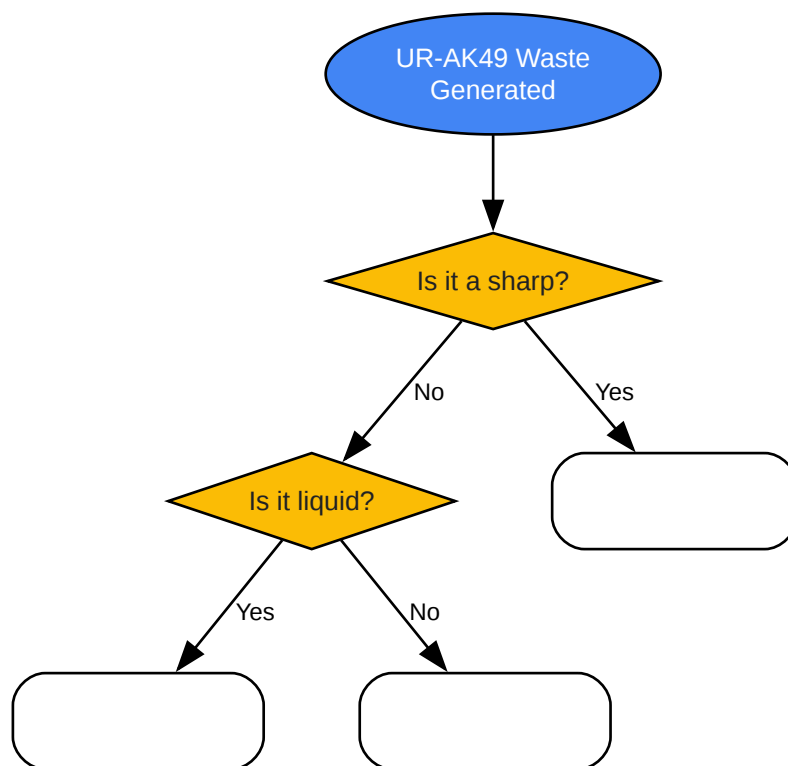 UR-AK49 Waste
Generated
Is it a sharp?
No
Yes
Is it liquid?
Yes
No